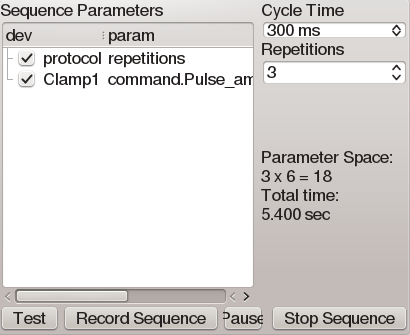 Sequence Parameters
dev param
protocol repetitions
Clamp1 command.Pulse_am
Cycle Time
300 ms
Repetitions
3
Parameter Space:
3 x 6 = 18
Total time:
5.400 sec
Test Record Sequence Pause Stop Sequence